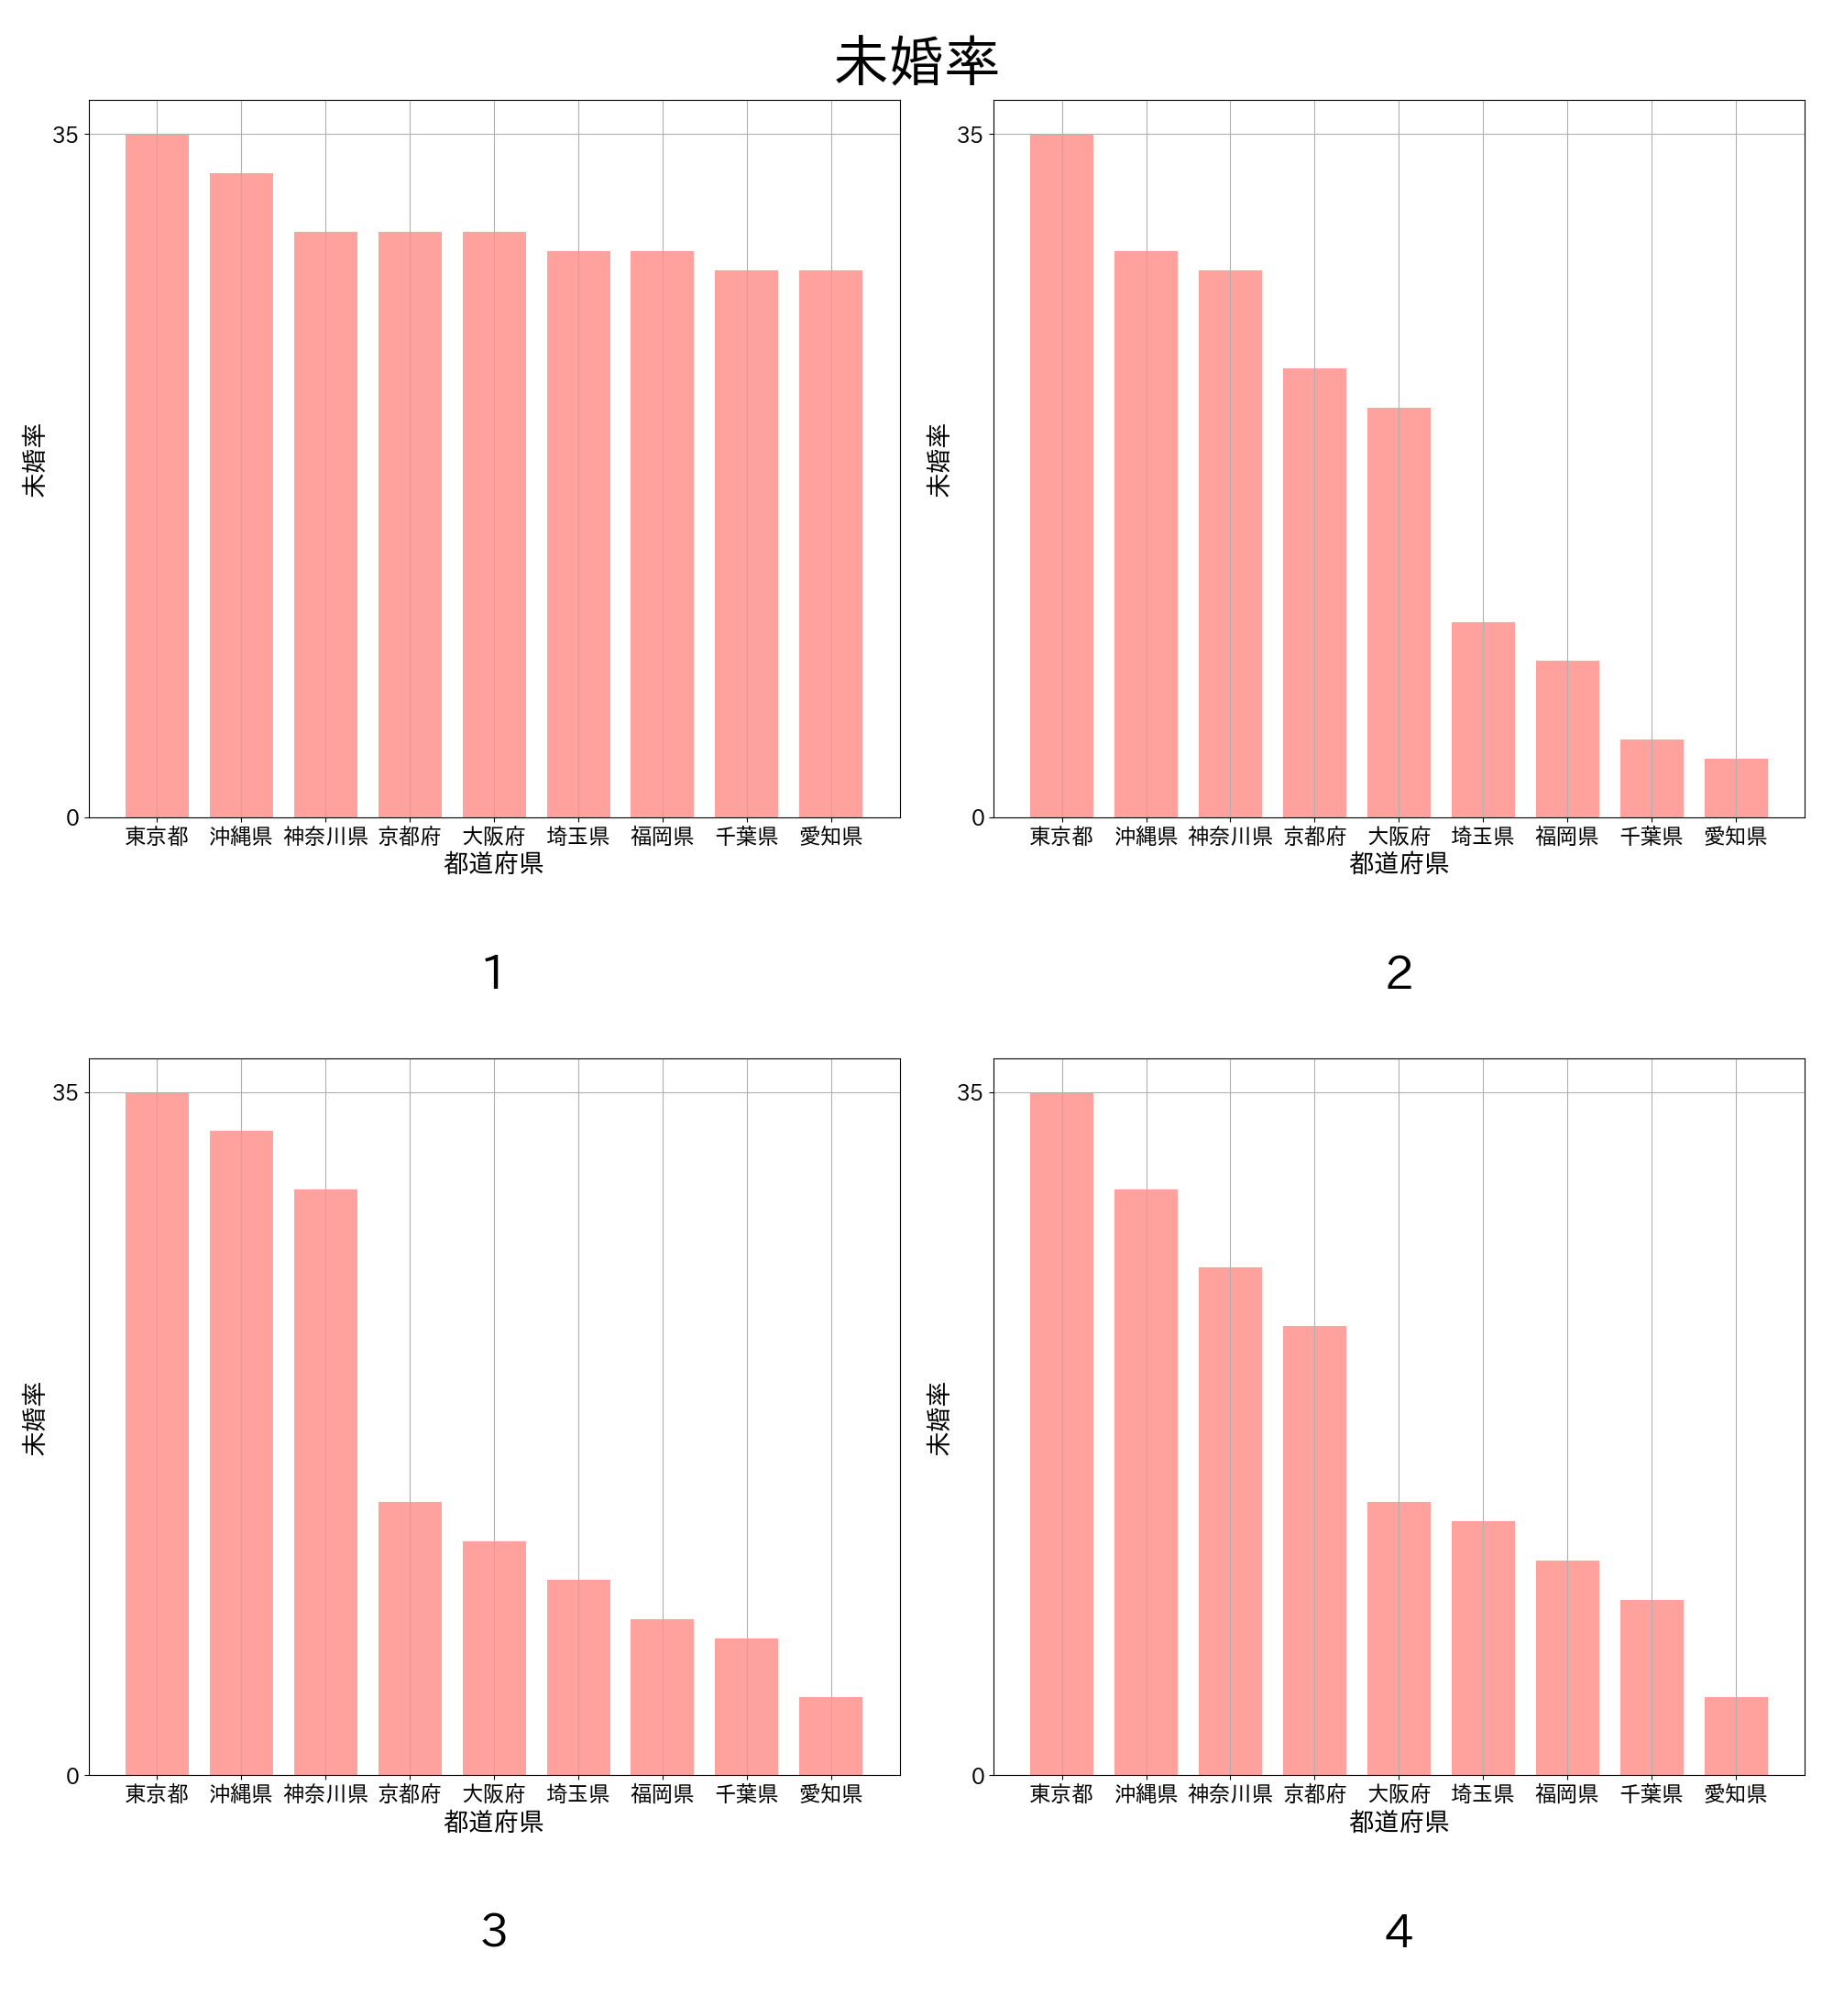 未婚率
35
0
未婚率
東京都 沖縄県 神奈川県 京都府 大阪府 埼玉県 福岡県 千葉県 愛知県
都道府県
1
35
0
未婚率
東京都 沖縄県 神奈川県 京都府 大阪府 埼玉県 福岡県 千葉県 愛知県
都道府県
2
35
0
未婚率
東京都 沖縄県 神奈川県 京都府 大阪府 埼玉県 福岡県 千葉県 愛知県
都道府県
3
35
0
未婚率
東京都 沖縄県 神奈川県 京都府 大阪府 埼玉県 福岡県 千葉県 愛知県
都道府県
4